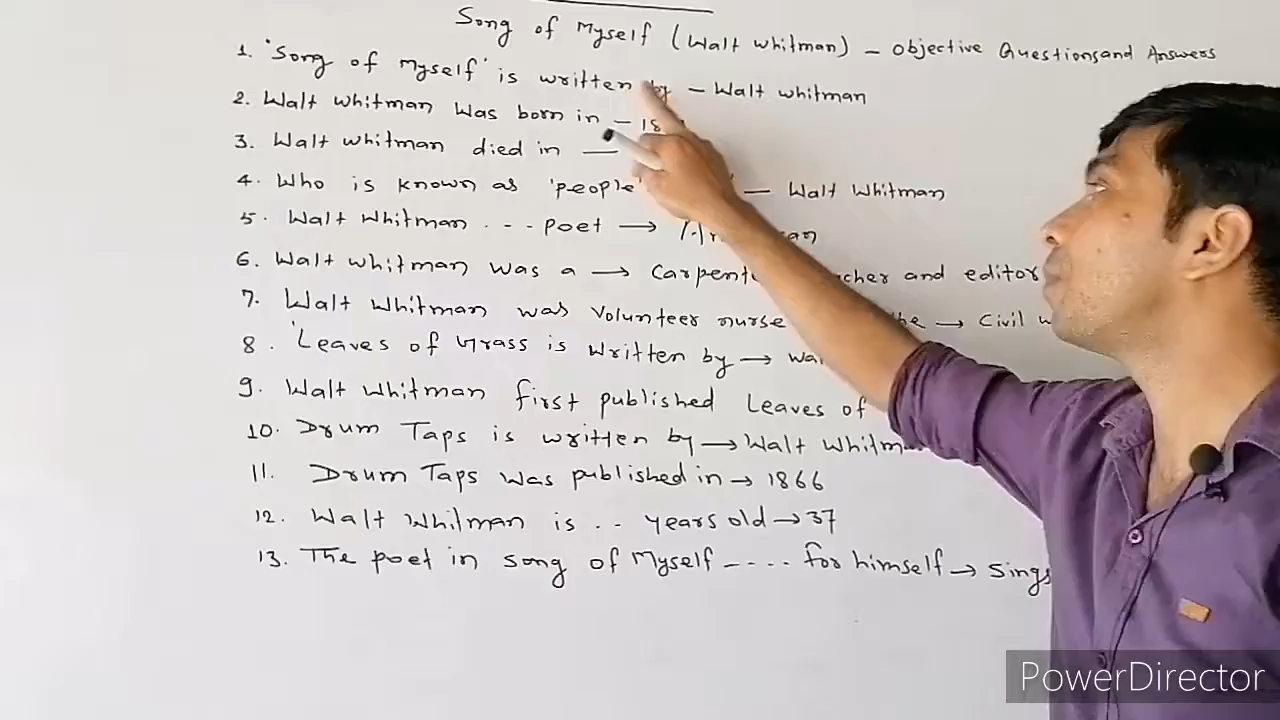 Song of Myself (Walt Whitman) - Objective Questions and Answers
1. 'Song of Myself' is written by - Walt Whitman
2. Walt Whitman was born in - 18
3. Walt Whitman died in —
4. Who is known as 'people' — Walt Whitman
5. Walt Whitman ... poet →
6. Walt Whitman was a → Carpente cher and editor
7. Walt Whitman was volunteer nurse the → Civil
8. 'Leaves of Grass is written by →
9. Walt Whitman first published Leaves of
10. Drum Taps is written by → Walt Whitma
11. Drum Taps was published in → 1866
12. Walt Whitman is .. years old → 37
13. The poet in song of Myself ---- for himself → Sings
PowerDirector